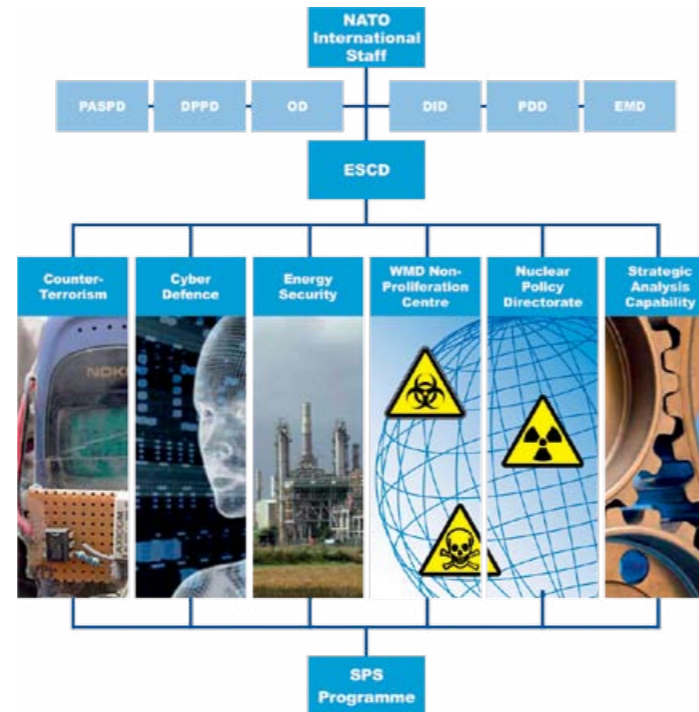 NATO
International
Staff
PASPD
DPPD
OD
DID
PDD
EMD
ESCD
Counter-
Terrorism
Cyber
Defence
Energy
Security
WMD Non-
Proliferation
Centre
Nuclear
Policy
Directorate
Strategic
Analysis
Capability
SPS
Programme